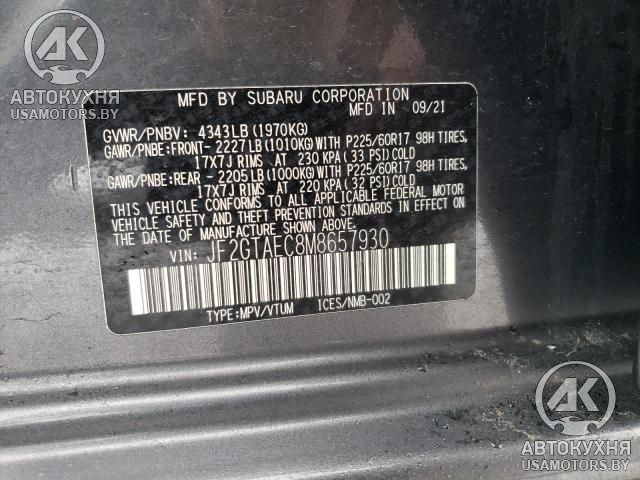 AK
АВТОКУХНЯ
USAMOTORS.BY
MFD BY SUBARU CORPORATION
MFD IN 09/21
GVWR/PNBV: 4343LB(1970KG)
GAWR/PNBE:FRONT- 2227LB(1010KG)WITH P225/60R17 98H TIRES,
17X7J RIMS AT 230 KPA(33 PSI)COLD
GAWR/PNBE:REAR - 2205LB(1000KG)WITH P225/60R17 98H TIRES,
17X7J RIMS AT 220 KPA(32 PSI)COLD
THIS VEHICLE CONFORMS TO ALL APPLICABLE FEDERAL MOTOR
VEHICLE SAFETY AND THEFT PREVENTION STANDARDS IN EFFECT ON
THE DATE OF MANUFACTURE SHOWN ABOVE.
VIN: JF2GTAEC8M8657930
TYPE:MPV/VTUM ICES/NMB-002
AK
АВТОКУХНЯ
USAMOTORS.BY